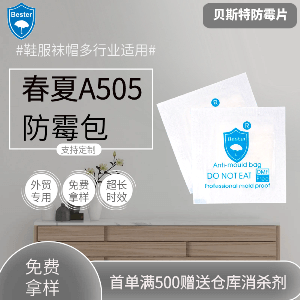 Bester
贝斯特防霉片
#鞋服袜帽多行业适用#
春夏A505
防霉包
支持定制
外贸
专用
免费
拿样
超长
时效
Anti-mould bag
DO NOT EAT
DMF
Professional mold proof
免费
拿样
首单满500赠送仓库消杀剂